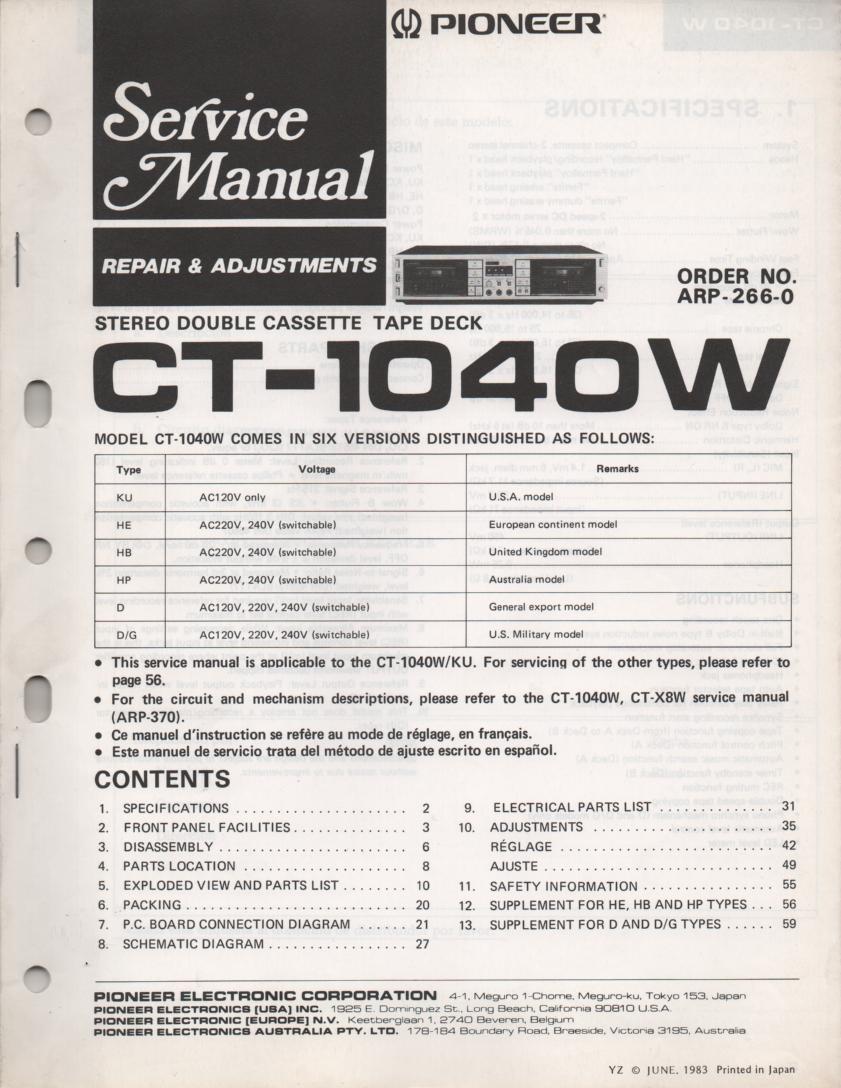 PIONEER
Service
Manual
REPAIR & ADJUSTMENTS
ORDER NO.
ARP-266-0
STEREO DOUBLE CASSETTE TAPE DECK
CT-1040W
MODEL CT-1040W COMES IN SIX VERSIONS DISTINGUISHED AS FOLLOWS:
Type Voltage Remarks
KU AC120V only U.S.A. model
HE AC220V, 240V (switchable) European continent model
HB AC220V, 240V (switchable) United Kingdom model
HP AC220V, 240V (switchable) Australia model
D AC120V, 220V, 240V (switchable) General export model
D/G AC120V, 220V, 240V (switchable) U.S. Military model
● This service manual is applicable to the CT-1040W/KU. For servicing of the other types, please refer to
page 56.
● For the circuit and mechanism descriptions, please refer to the CT-1040W, CT-X8W service manual
(ARP-370).
● Ce manuel d'instruction se refère au mode de réglage, en français.
● Este manuel de servicio trata del método de ajuste escrito en español.
CONTENTS
1. SPECIFICATIONS ....................... 2
2. FRONT PANEL FACILITIES .............. 3
3. DISASSEMBLY .......................... 6
4. PARTS LOCATION ...................... 8
5. EXPLODED VIEW AND PARTS LIST ........ 10
6. PACKING .............................. 20
7. P.C. BOARD CONNECTION DIAGRAM ...... 21
8. SCHEMATIC DIAGRAM ................... 27
9. ELECTRICAL PARTS LIST ............... 31
10. ADJUSTMENTS ........................ 35
RÉGLAGE ............................... 42
AJUSTE ................................. 49
11. SAFETY INFORMATION ................. 55
12. SUPPLEMENT FOR HE, HB AND HP TYPES ... 56
13. SUPPLEMENT FOR D AND D/G TYPES ...... 59
PIONEER ELECTRONIC CORPORATION 4-1, Meguro 1-Chome, Meguro-ku, Tokyo 153, Japan
PIONEER ELECTRONICS [USA] INC. 1925 E. Dominguez St., Long Beach, California 90810 U.S.A.
PIONEER ELECTRONIC [EUROPE] N.V. Keetberglaan 1, 2740 Beveren, Belgium
PIONEER ELECTRONICS AUSTRALIA PTY. LTD. 178-184 Boundary Road, Braeside, Victoria 3195, Australia
YZ © JUNE, 1983 Printed in Japan